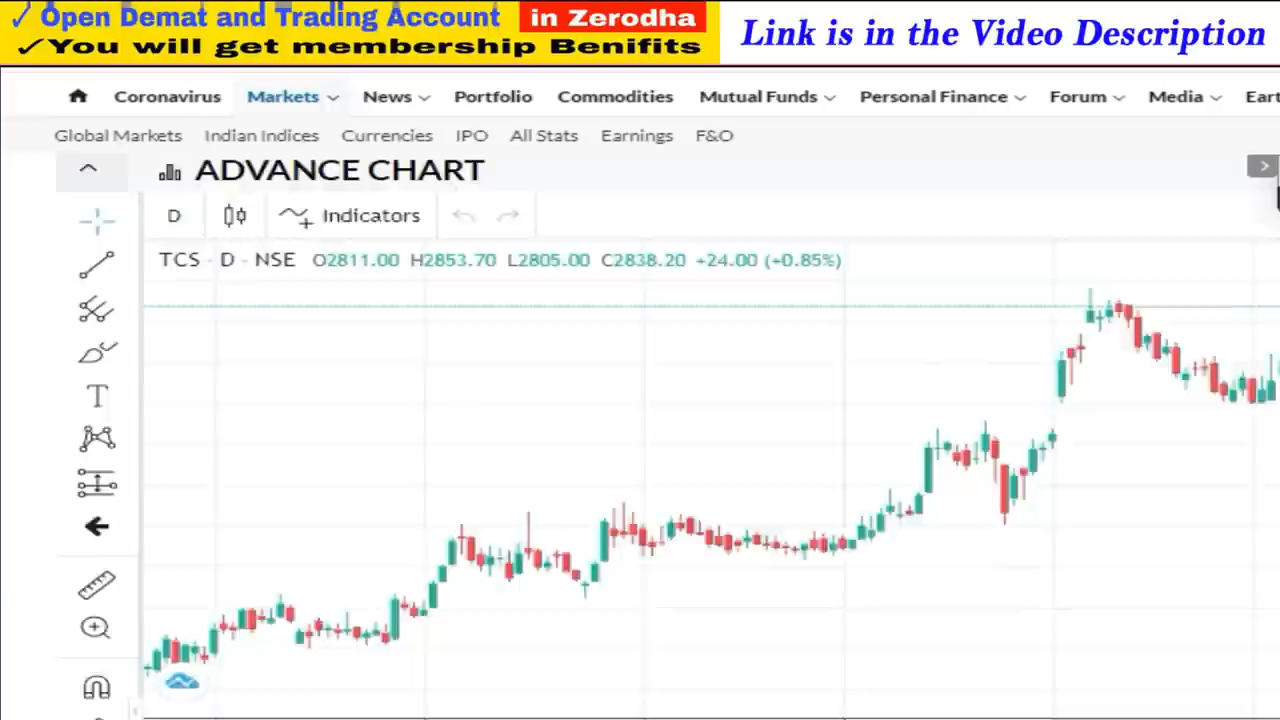 ✓ Open Demat and Trading Account in Zerodha
✓You will get membership Benifits
Link is in the Video Description
Coronavirus Markets News Portfolio Commodities Mutual Funds Personal Finance Forum Media Eart
Global Markets Indian Indices Currencies IPO All Stats Earnings F&O
ADVANCE CHART
D Indicators
TCS · D · NSE O2811.00 H2853.70 L2805.00 C2838.20 +24.00 (+0.85%)
T